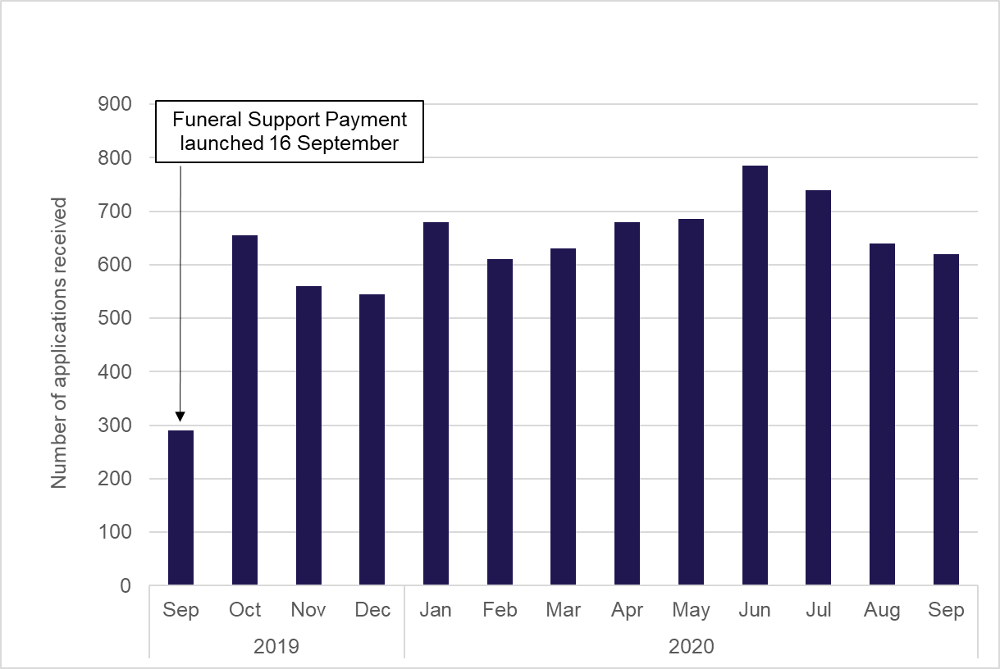 900
Funeral Support Payment
launched 16 September
800
700
600
500
400
300
200
100
0
Number of applications received
Sep Oct Nov Dec Jan Feb Mar Apr May Jun Jul Aug Sep
2019 2020